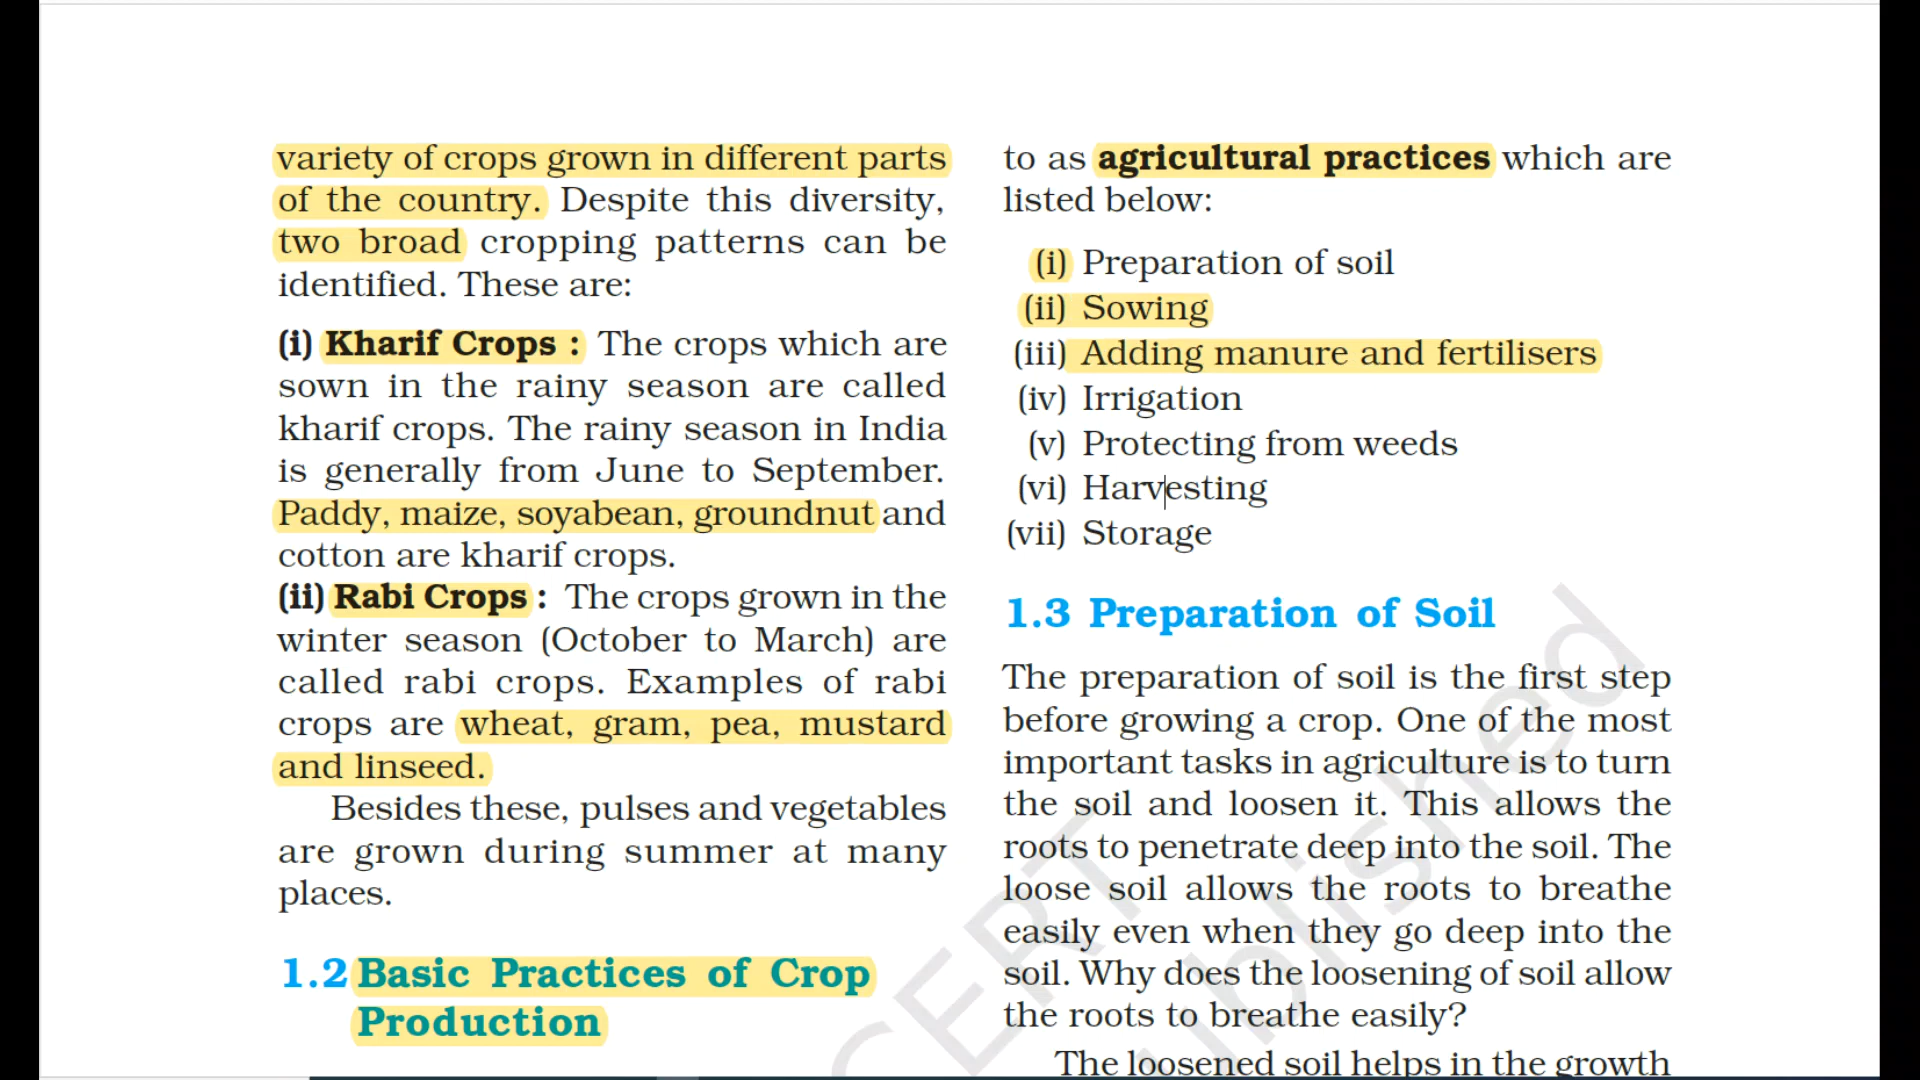 variety of crops grown in different parts
of the country. Despite this diversity,
two broad cropping patterns can be
identified. These are:
(i) Kharif Crops : The crops which are
sown in the rainy season are called
kharif crops. The rainy season in India
is generally from June to September.
Paddy, maize, soyabean, groundnut and
cotton are kharif crops.
(ii) Rabi Crops : The crops grown in the
winter season (October to March) are
called rabi crops. Examples of rabi
crops are wheat, gram, pea, mustard
and linseed.
Besides these, pulses and vegetables
are grown during summer at many
places.
1.2 Basic Practices of Crop
Production
to as agricultural practices which are
listed below:
(i) Preparation of soil
(ii) Sowing
(iii) Adding manure and fertilisers
(iv) Irrigation
(v) Protecting from weeds
(vi) Harvesting
(vii) Storage
1.3 Preparation of Soil
The preparation of soil is the first step
before growing a crop. One of the most
important tasks in agriculture is to turn
the soil and loosen it. This allows the
roots to penetrate deep into the soil. The
loose soil allows the roots to breathe
easily even when they go deep into the
soil. Why does the loosening of soil allow
the roots to breathe easily?
The loosened soil helps in the growth